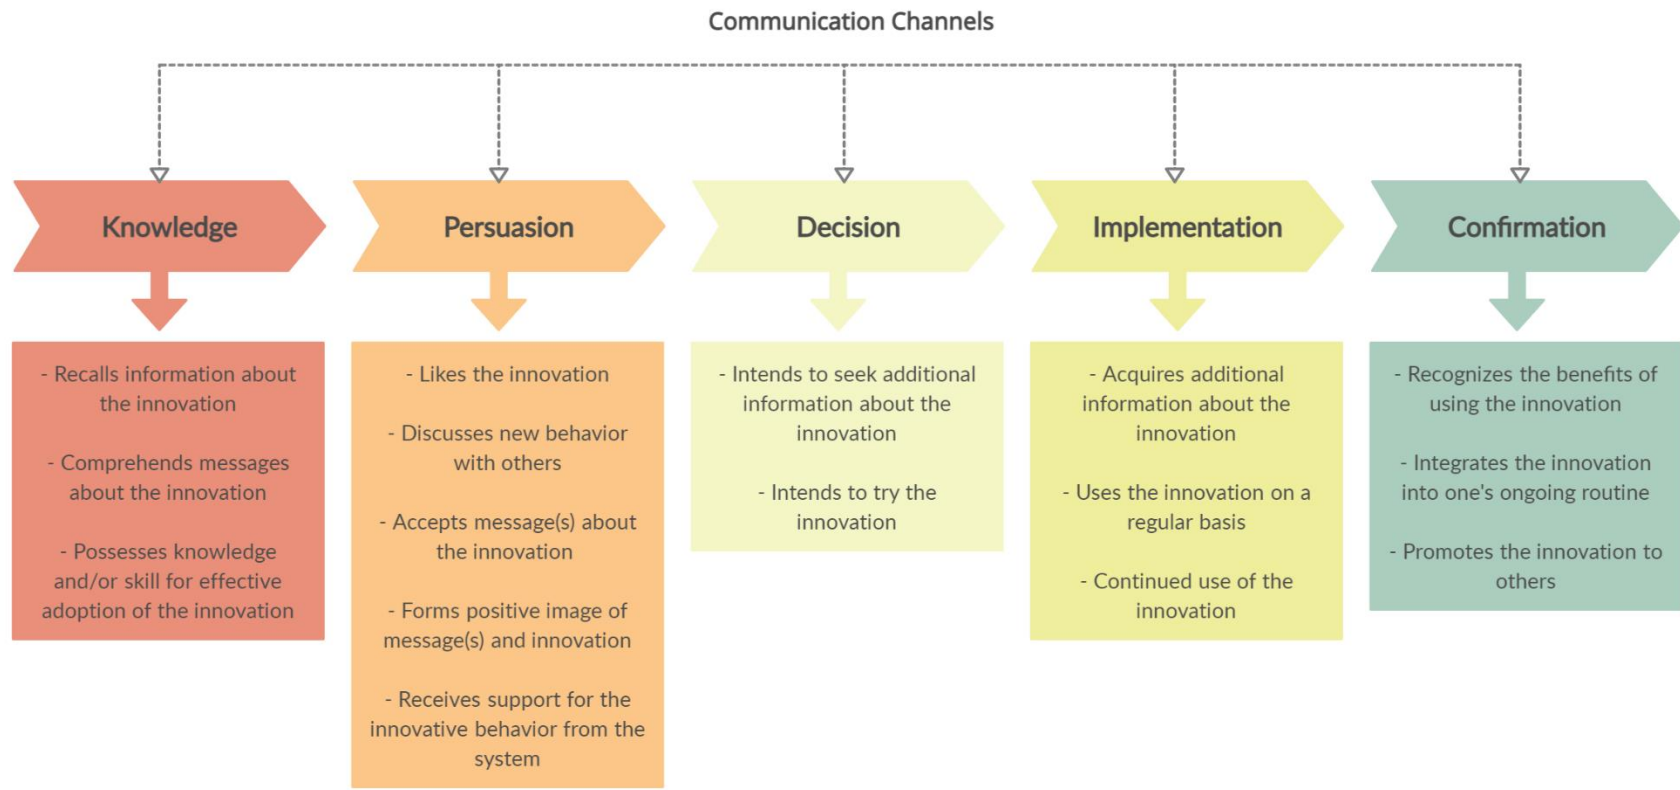 Communication Channels
Knowledge
Persuasion
Decision
Implementation
Confirmation
- Recalls information about
the innovation
- Comprehends messages
about the innovation
- Possesses knowledge
and/or skill for effective
adoption of the innovation
- Likes the innovation
- Discusses new behavior
with others
- Accepts message(s) about
the innovation
- Forms positive image of
message(s) and innovation
- Receives support for the
innovative behavior from the
system
- Intends to seek additional
information about the
innovation
- Intends to try the
innovation
- Acquires additional
information about the
innovation
- Uses the innovation on a
regular basis
- Continued use of the
innovation
- Recognizes the benefits of
using the innovation
- Integrates the innovation
into one's ongoing routine
- Promotes the innovation to
others